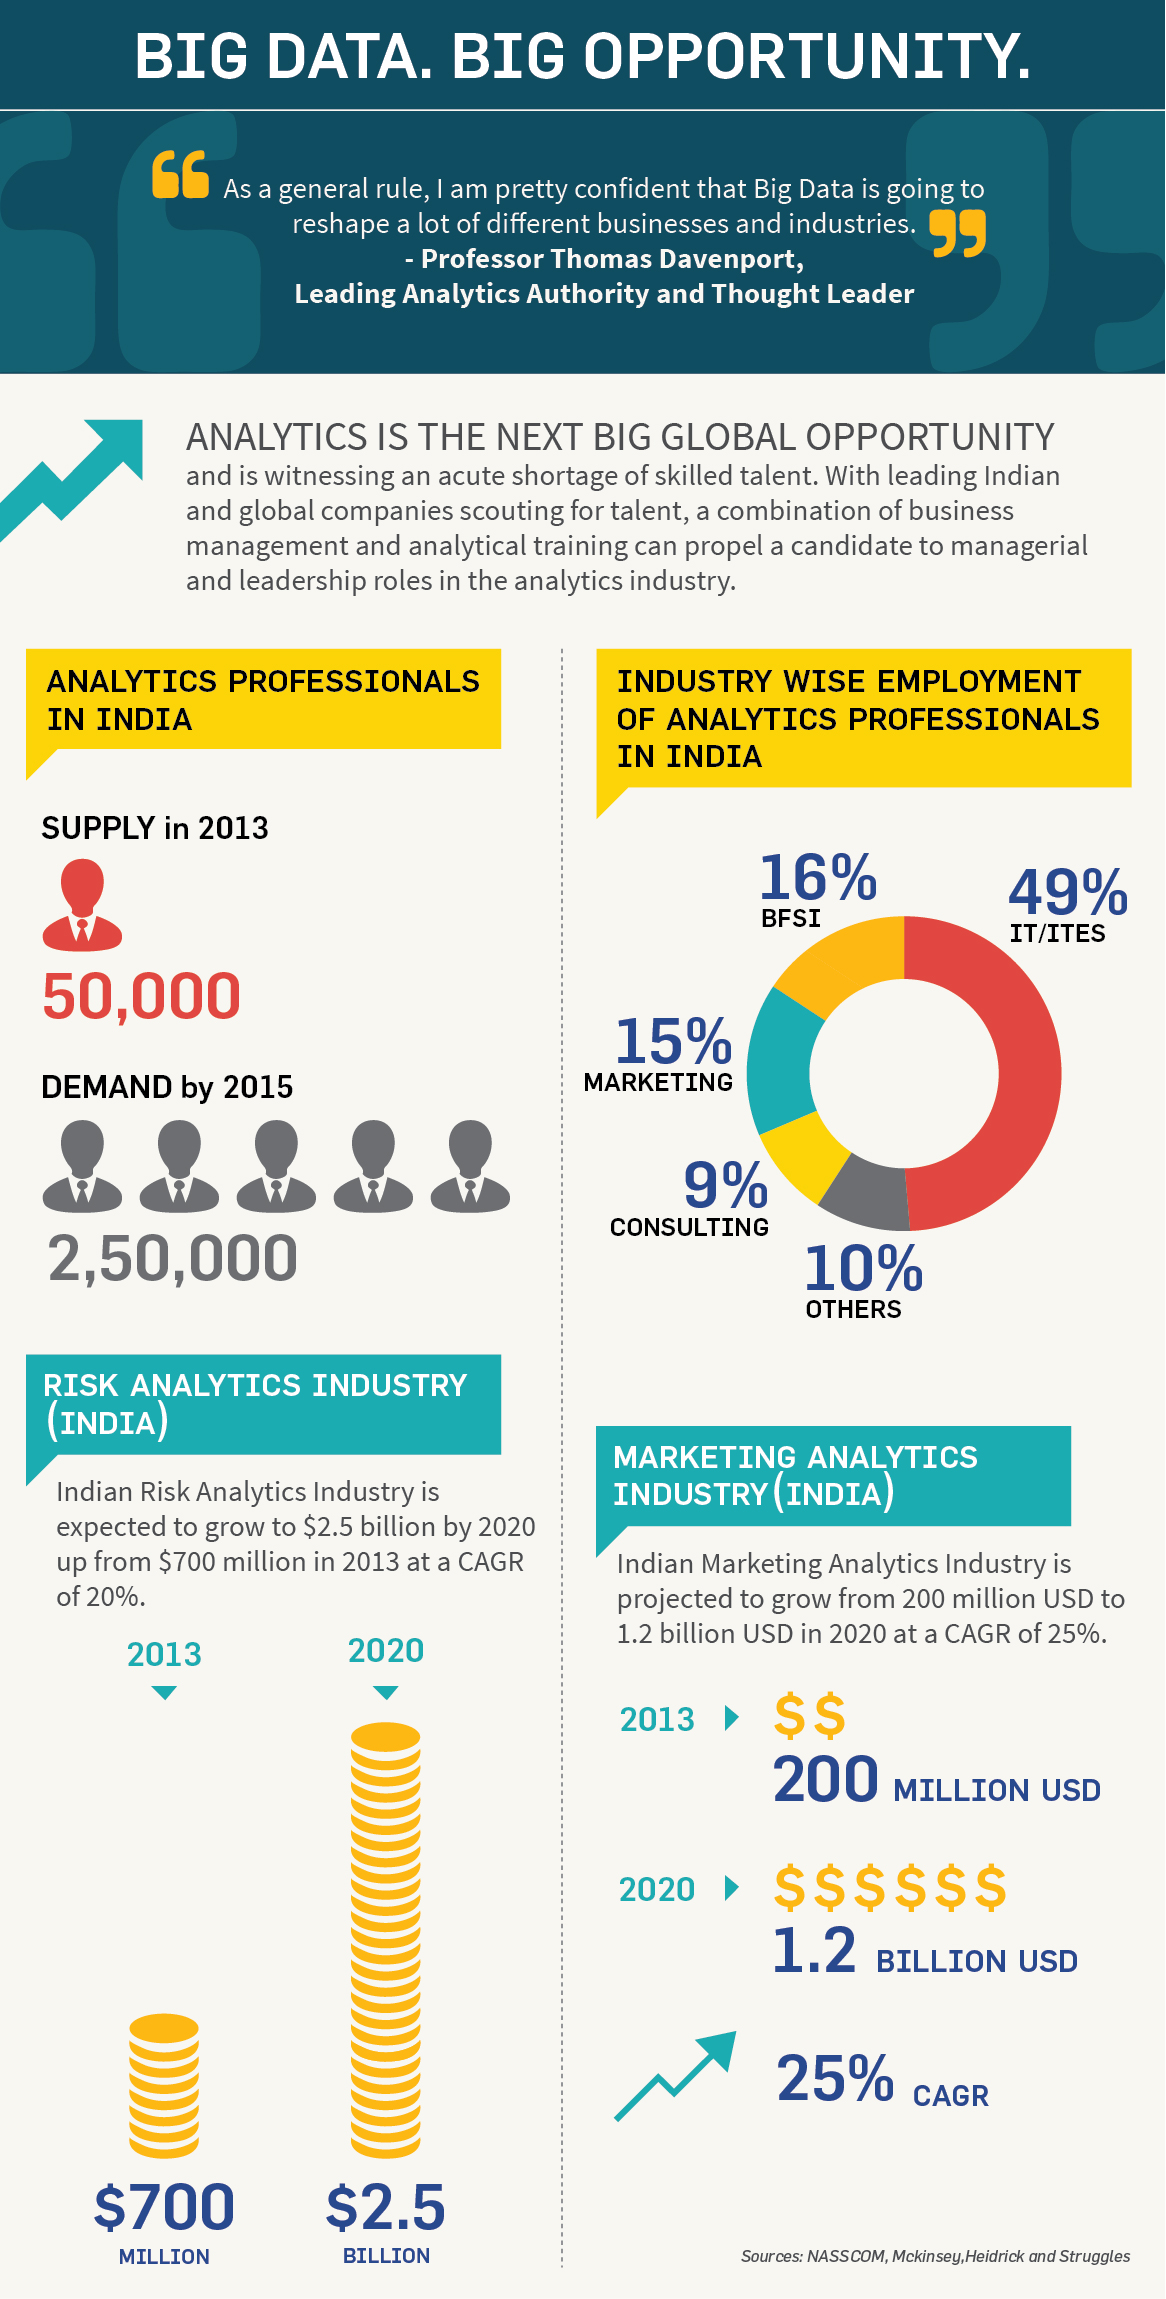 BIG DATA. BIG OPPORTUNITY.
“ As a general rule, I am pretty confident that Big Data is going to
reshape a lot of different businesses and industries. ”
- Professor Thomas Davenport,
Leading Analytics Authority and Thought Leader
ANALYTICS IS THE NEXT BIG GLOBAL OPPORTUNITY
and is witnessing an acute shortage of skilled talent. With leading Indian
and global companies scouting for talent, a combination of business
management and analytical training can propel a candidate to managerial
and leadership roles in the analytics industry.
ANALYTICS PROFESSIONALS
IN INDIA
SUPPLY in 2013
50,000
DEMAND by 2015
2,50,000
INDUSTRY WISE EMPLOYMENT
OF ANALYTICS PROFESSIONALS
IN INDIA
16%
BFSI
49%
IT/ITES
15%
MARKETING
9%
CONSULTING
10%
OTHERS
RISK ANALYTICS INDUSTRY
(INDIA)
Indian Risk Analytics Industry is
expected to grow to $2.5 billion by 2020
up from $700 million in 2013 at a CAGR
of 20%.
2013
2020
$700
MILLION
$2.5
BILLION
MARKETING ANALYTICS
INDUSTRY (INDIA)
Indian Marketing Analytics Industry is
projected to grow from 200 million USD to
1.2 billion USD in 2020 at a CAGR of 25%.
2013 $$
200 MILLION USD
2020 $$$$$$
1.2 BILLION USD
25% CAGR
Sources: NASSCOM, Mckinsey,Heidrick and Struggles